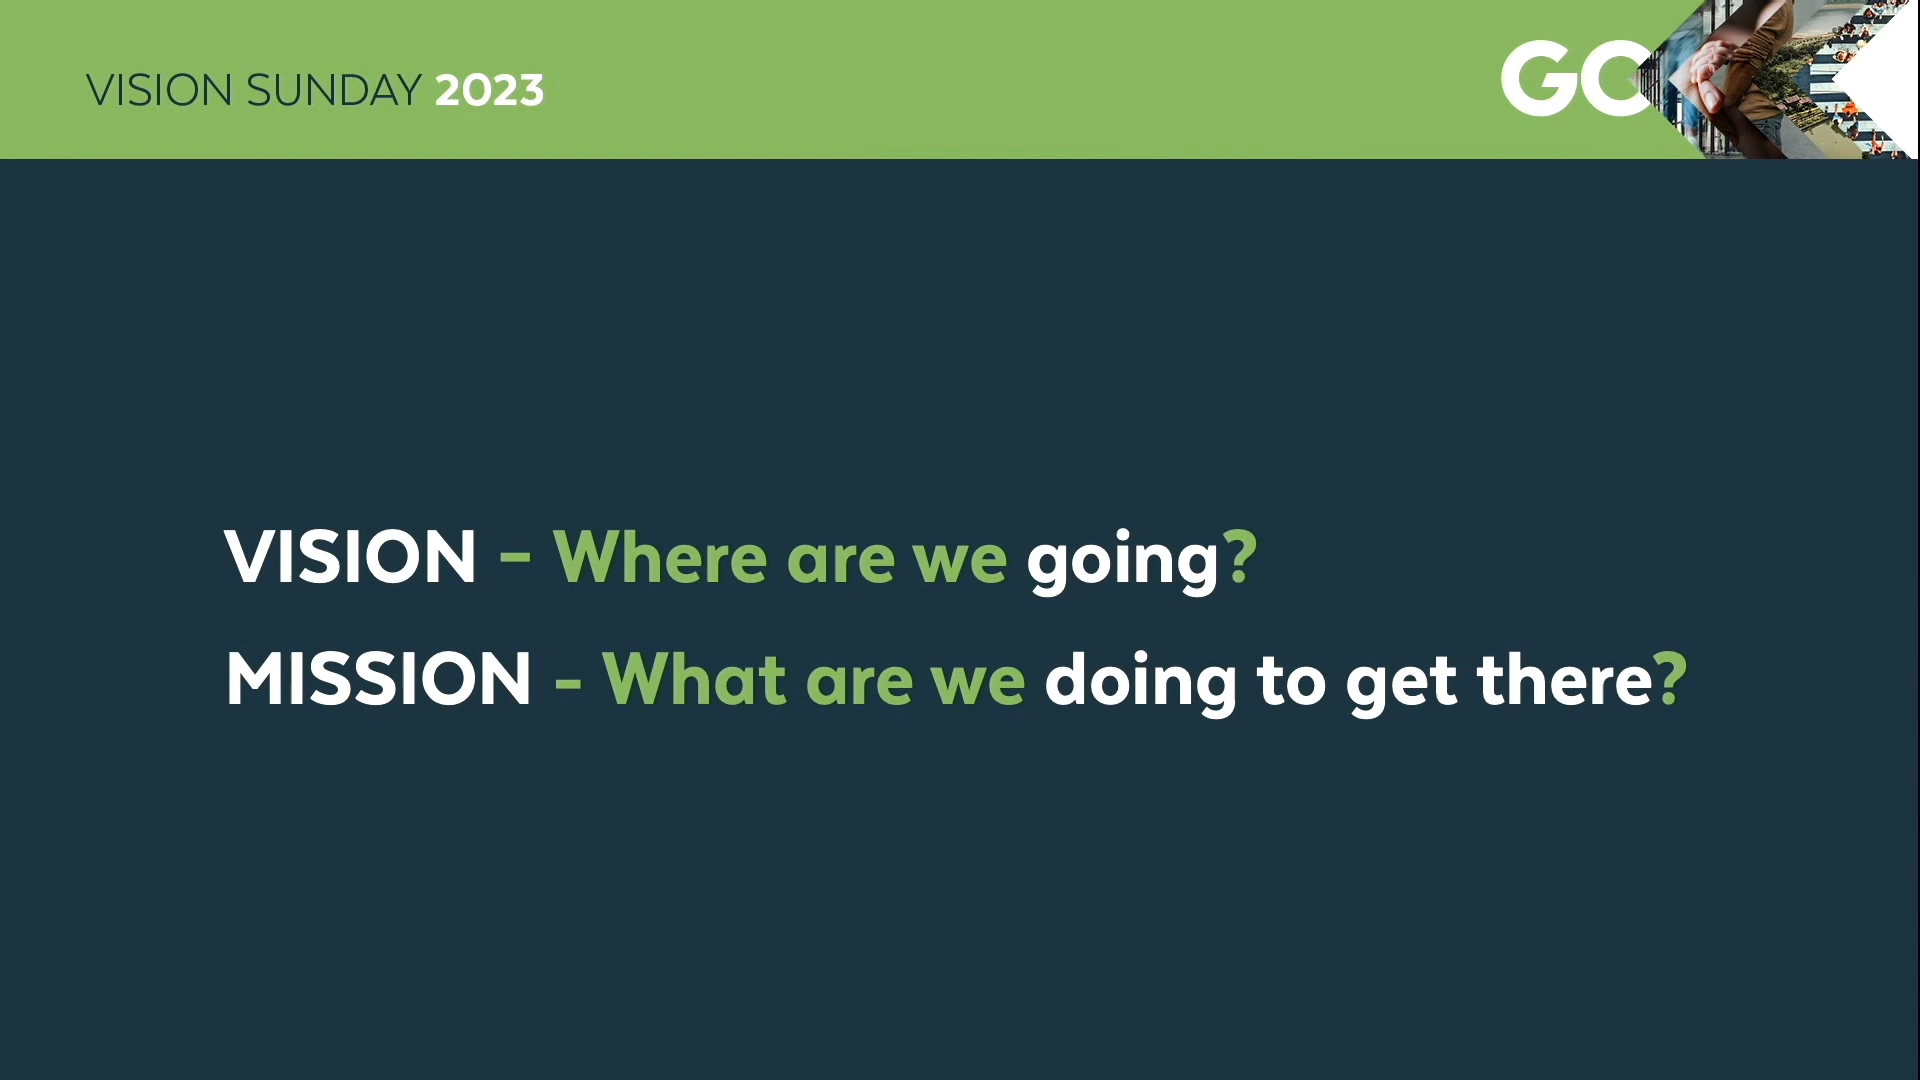 VISION SUNDAY 2023
GO
VISION - Where are we going?
MISSION - What are we doing to get there?